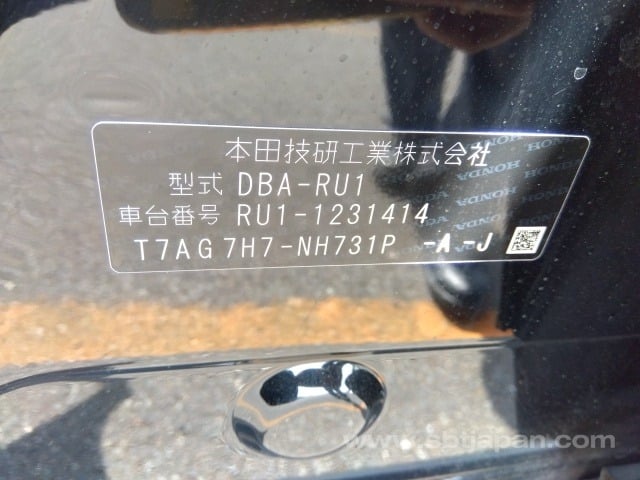 本田技研工業株式会社
型式 DBA-RU1
車台番号 RU1-1231414
T7AG7H7-NH731P -A -J
HONDA
www.sbtjapan.com